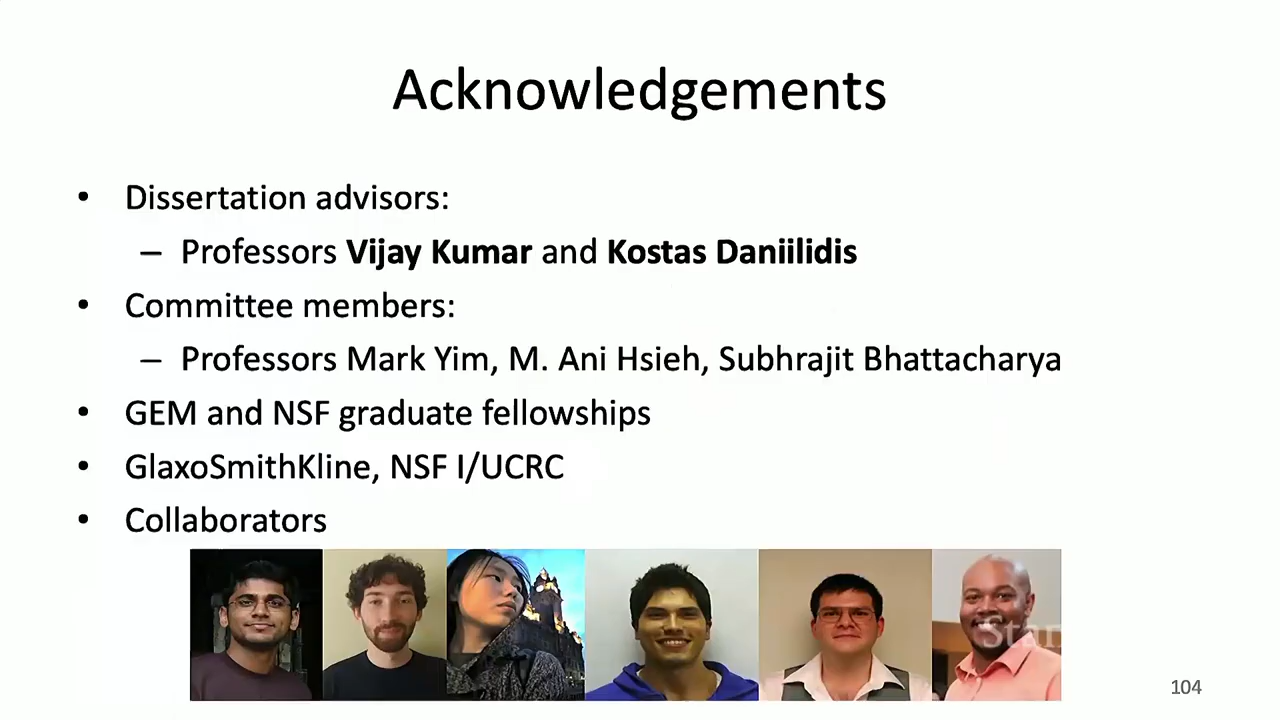 Acknowledgements
• Dissertation advisors:
– Professors Vijay Kumar and Kostas Daniilidis
• Committee members:
– Professors Mark Yim, M. Ani Hsieh, Subhrajit Bhattacharya
• GEM and NSF graduate fellowships
• GlaxoSmithKline, NSF I/UCRC
• Collaborators
104